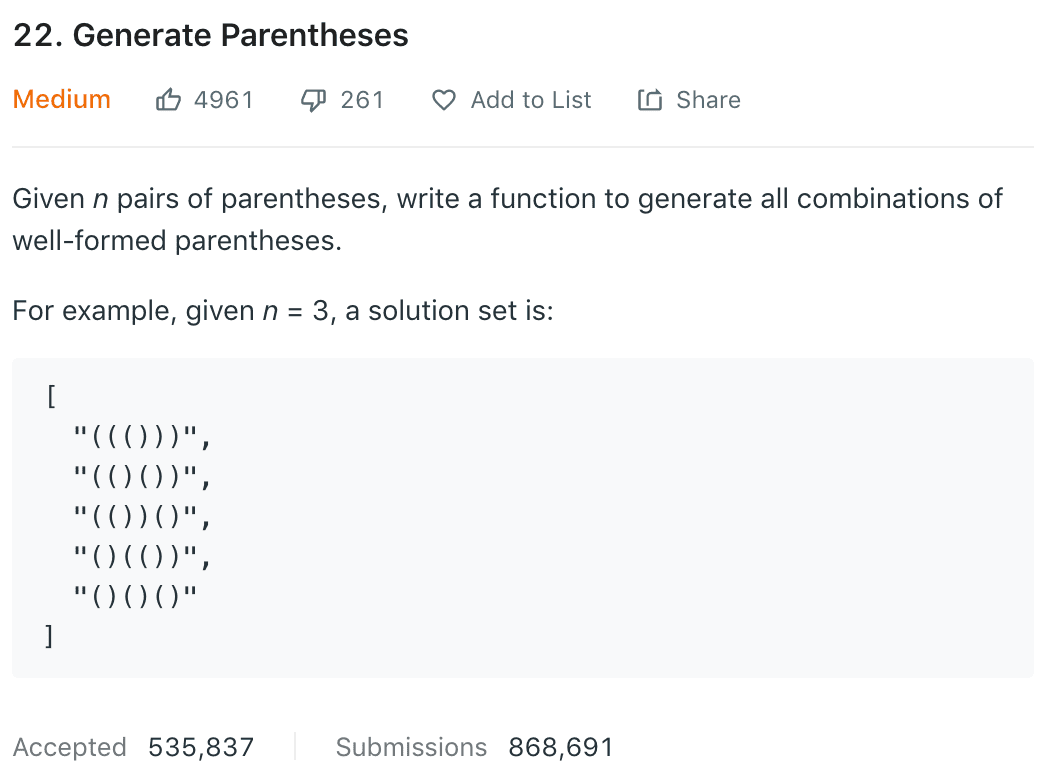 22. Generate Parentheses
Medium 4961 261 Add to List Share
Given n pairs of parentheses, write a function to generate all combinations of
well-formed parentheses.
For example, given n = 3, a solution set is:
[
"((()))",
"(()())",
"(())()",
"()(())",
"()()()"
]
Accepted 535,837 Submissions 868,691